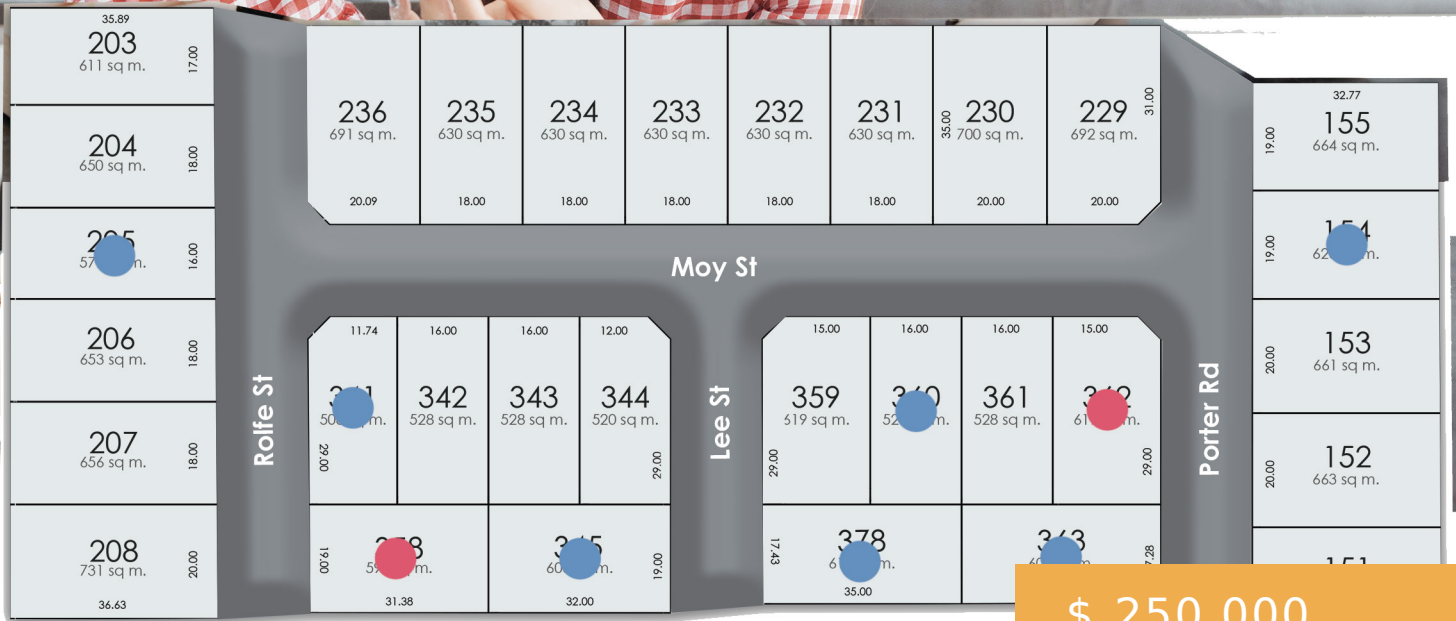 35.89
203
611 sq m.
17.00
204
650 sq m.
18.00
16.00
206
653 sq m.
18.00
207
656 sq m.
18.00
208
731 sq m.
20.00
36.63
Rolfe St
236
691 sq m.
20.09
235
630 sq m.
18.00
234
630 sq m.
18.00
233
630 sq m.
18.00
232
630 sq m.
18.00
231
630 sq m.
18.00
35.00
230
700 sq m.
20.00
229
692 sq m.
20.00
31.00
Moy St
11.74
29.00
16.00
342
528 sq m.
16.00
343
528 sq m.
12.00
344
520 sq m.
29.00
19.00
31.38
19.00
32.00
Lee St
15.00
359
619 sq m.
29.00
16.00
16.00
361
528 sq m.
15.00
29.00
17.43
378
35.00
363
Porter Rd
32.77
155
664 sq m.
19.00
19.00
153
661 sq m.
20.00
152
663 sq m.
20.00
$ 250 000